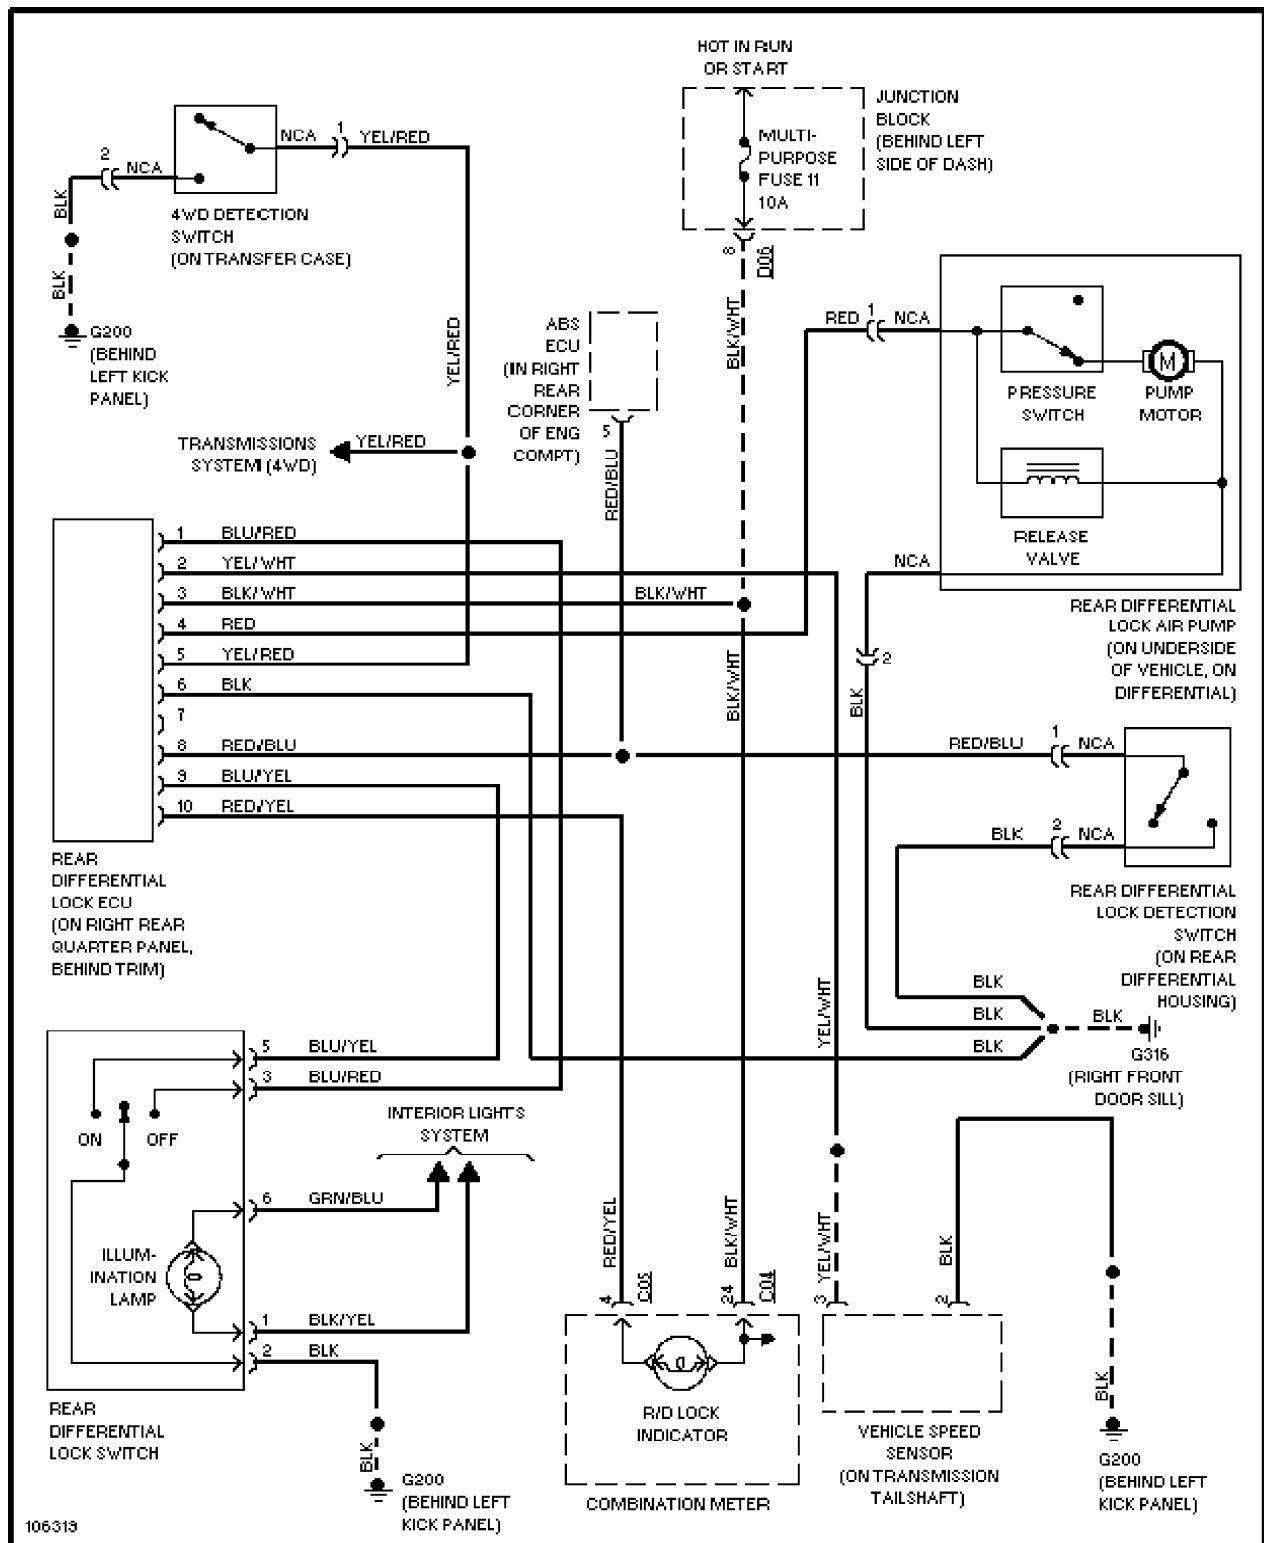 HOT IN RUN
OR START
JUNCTION
BLOCK
(BEHIND LEFT
SIDE OF DASH)
MULTI-
PURPOSE
FUSE 11
10A
8
D06
BLK/WHT
NCA
1
YEL/RED
2
NCA
BLK
BLK
4WD DETECTION
SWITCH
(ON TRANSFER CASE)
G200
(BEHIND
LEFT KICK
PANEL)
YEL/RED
ABS
ECU
(IN RIGHT
REAR
CORNER
OF ENG
COMPT)
5
RED/BLU
RED
1
NCA
PRESSURE
SWITCH
M
PUMP
MOTOR
RELEASE
VALVE
NCA
REAR DIFFERENTIAL
LOCK AIR PUMP
(ON UNDERSIDE
OF VEHICLE, ON
DIFFERENTIAL)
2
BLK
TRANSMISSIONS
SYSTEM (4WD)
YEL/RED
1 BLU/RED
2 YEL/WHT
3 BLK/WHT
BLK/WHT
4 RED
5 YEL/RED
6 BLK
7
8 RED/BLU
9 BLU/YEL
10 RED/YEL
REAR
DIFFERENTIAL
LOCK ECU
(ON RIGHT REAR
QUARTER PANEL,
BEHIND TRIM)
BLK/WHT
RED/BLU
1
NCA
BLK
2
NCA
REAR DIFFERENTIAL
LOCK DETECTION
SWITCH
(ON REAR
DIFFERENTIAL
HOUSING)
BLK
BLK
BLK
BLK
G316
(RIGHT FRONT
DOOR SILL)
YEL/WHT
5 BLU/YEL
3 BLU/RED
ON
OFF
INTERIOR LIGHTS
SYSTEM
6 GRN/BLU
ILLUM-
INATION
LAMP
1 BLK/YEL
2 BLK
REAR
DIFFERENTIAL
LOCK SWITCH
BLK
G200
(BEHIND LEFT
KICK PANEL)
RED/YEL
4
C05
BLK/WHT
24
C04
YEL/WHT
3
BLK
2
R/D LOCK
INDICATOR
COMBINATION METER
VEHICLE SPEED
SENSOR
(ON TRANSMISSION
TAILSHAFT)
BLK
G200
(BEHIND LEFT
KICK PANEL)
106319